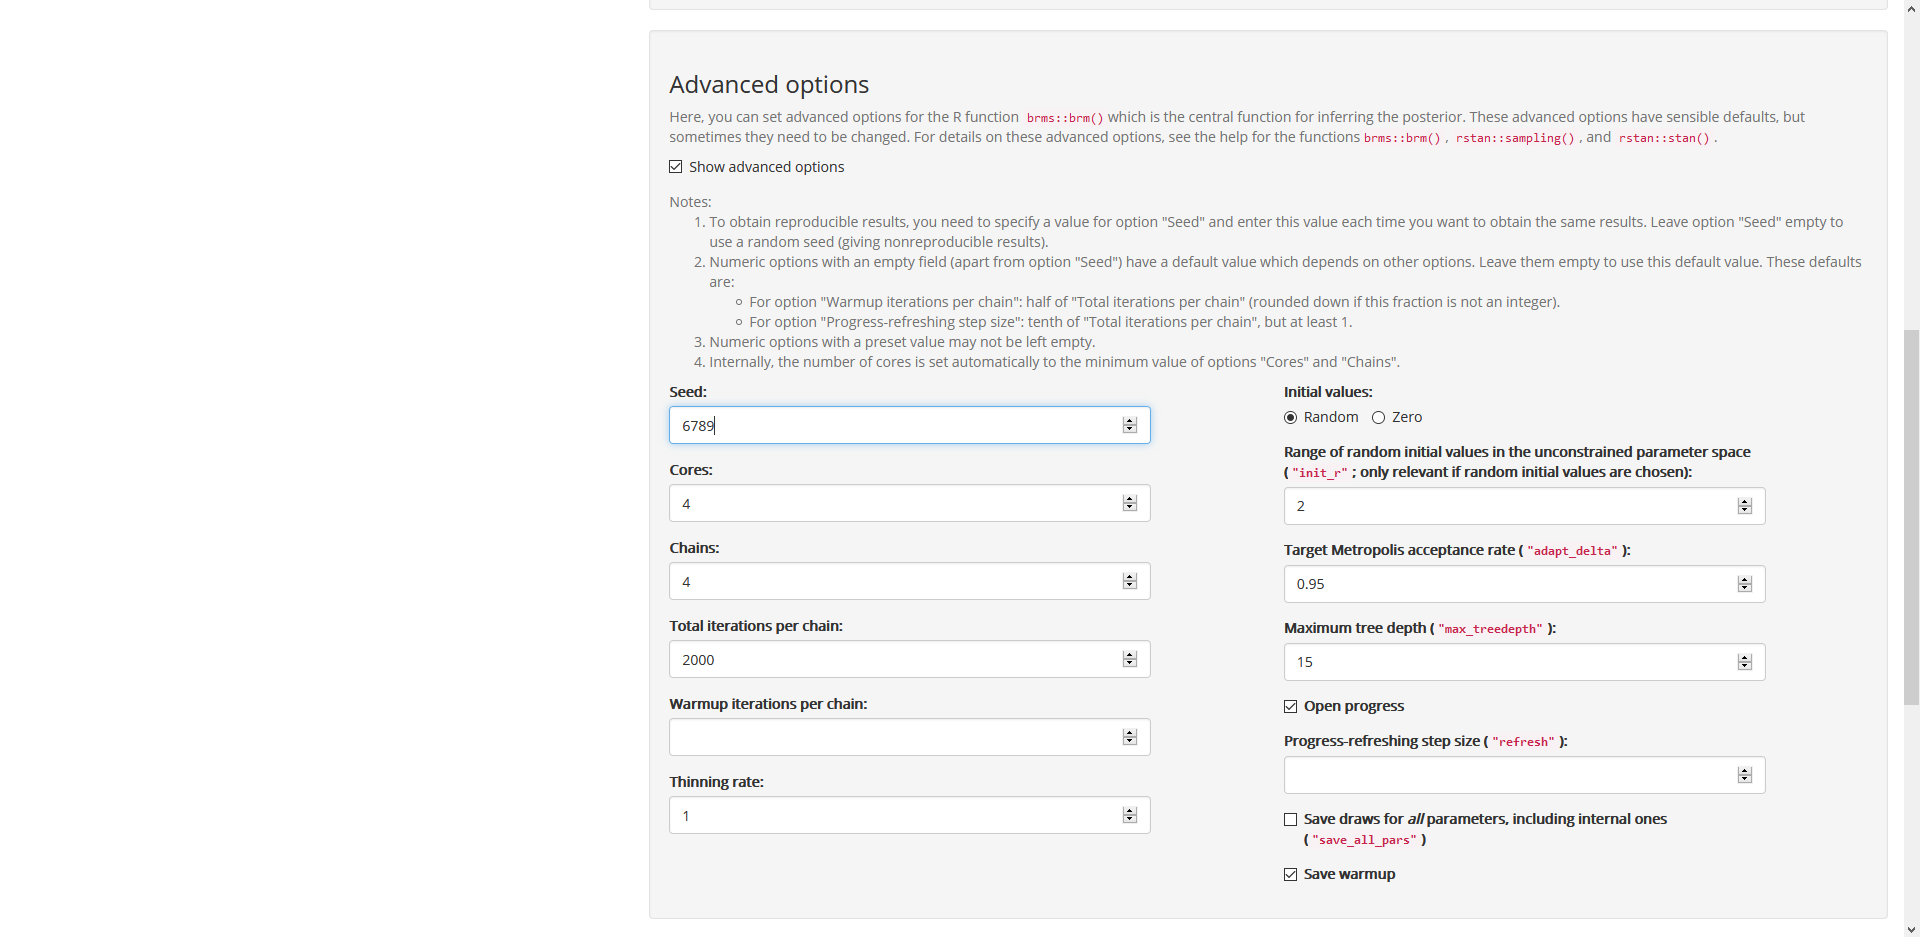 Advanced options
Here, you can set advanced options for the R function brms::brm() which is the central function for inferring the posterior. These advanced options have sensible defaults, but
sometimes they need to be changed. For details on these advanced options, see the help for the functions brms::brm() , rstan::sampling() , and rstan::stan() .
Show advanced options
Notes:
1. To obtain reproducible results, you need to specify a value for option "Seed" and enter this value each time you want to obtain the same results. Leave option "Seed" empty to
use a random seed (giving nonreproducible results).
2. Numeric options with an empty field (apart from option "Seed") have a default value which depends on other options. Leave them empty to use this default value. These defaults
are:
For option "Warmup iterations per chain": half of "Total iterations per chain" (rounded down if this fraction is not an integer).
For option "Progress-refreshing step size": tenth of "Total iterations per chain", but at least 1.
3. Numeric options with a preset value may not be left empty.
4. Internally, the number of cores is set automatically to the minimum value of options "Cores" and "Chains".
Seed:
6789
Cores:
4
Chains:
4
Total iterations per chain:
2000
Warmup iterations per chain:
Thinning rate:
1
Initial values:
Random Zero
Range of random initial values in the unconstrained parameter space
( "init_r" ; only relevant if random initial values are chosen):
2
Target Metropolis acceptance rate ( "adapt_delta" ):
0.95
Maximum tree depth ( "max_treedepth" ):
15
Open progress
Progress-refreshing step size ( "refresh" ):
Save draws for all parameters, including internal ones
( "save_all_pars" )
Save warmup